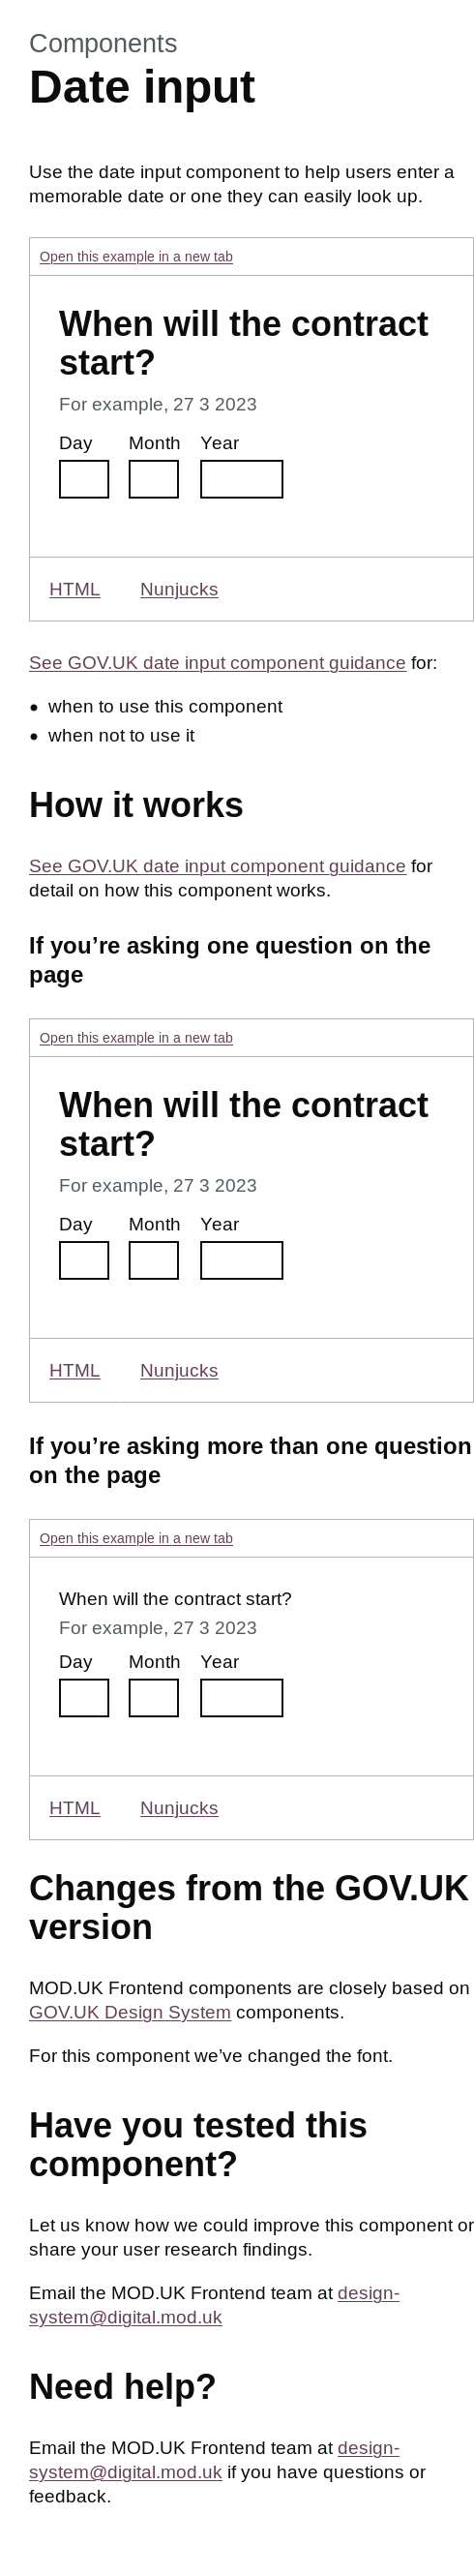 Components
Date input
Use the date input component to help users enter a
memorable date or one they can easily look up.
Open this example in a new tab
When will the contract
start?
For example, 27 3 2023
Day Month Year
HTML Nunjucks
See GOV.UK date input component guidance for:
• when to use this component
• when not to use it
How it works
See GOV.UK date input component guidance for
detail on how this component works.
If you’re asking one question on the
page
Open this example in a new tab
When will the contract
start?
For example, 27 3 2023
Day Month Year
HTML Nunjucks
If you’re asking more than one question
on the page
Open this example in a new tab
When will the contract start?
For example, 27 3 2023
Day Month Year
HTML Nunjucks
Changes from the GOV.UK
version
MOD.UK Frontend components are closely based on
GOV.UK Design System components.
For this component we’ve changed the font.
Have you tested this
component?
Let us know how we could improve this component or
share your user research findings.
Email the MOD.UK Frontend team at design-
system@digital.mod.uk
Need help?
Email the MOD.UK Frontend team at design-
system@digital.mod.uk if you have questions or
feedback.